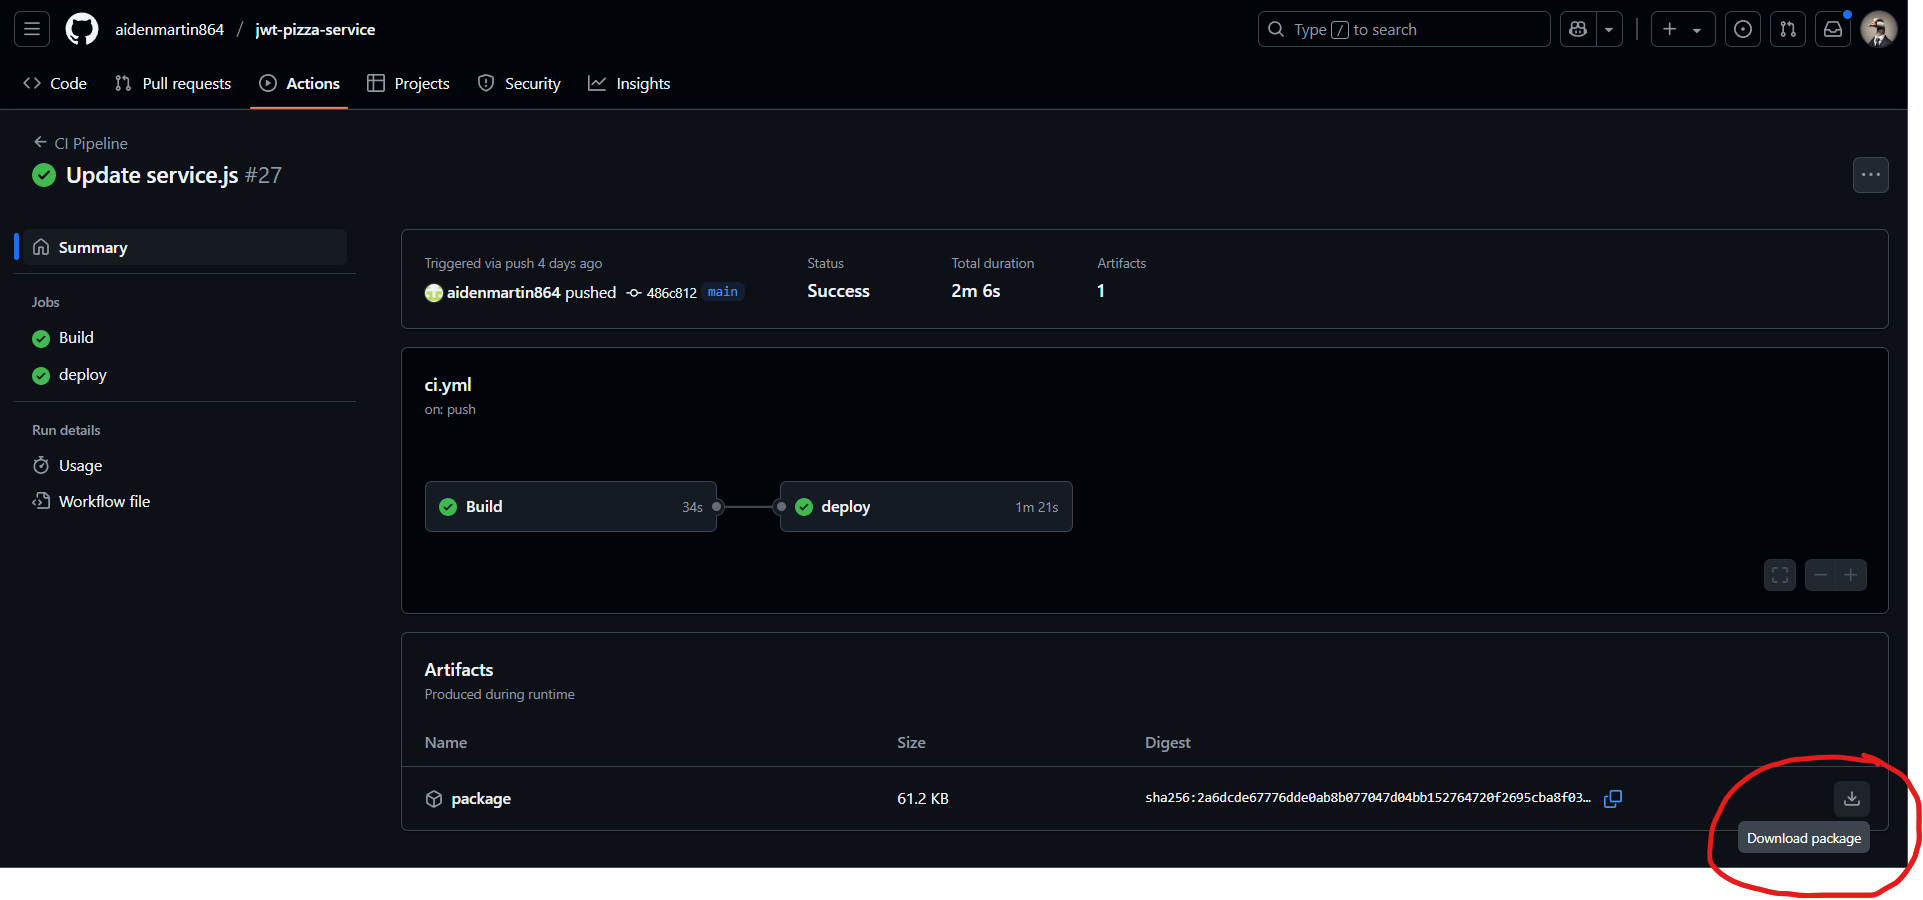 aidenmartin864 / jwt-pizza-service
Type / to search
Code Pull requests Actions Projects Security Insights
← CI Pipeline
Update service.js #27
Summary
Jobs
Build
deploy
Run details
Usage
Workflow file
Triggered via push 4 days ago
aidenmartin864 pushed 486c812 main
Status
Success
Total duration
2m 6s
Artifacts
1
ci.yml
on: push
Build 34s
deploy 1m 21s
Artifacts
Produced during runtime
Name Size Digest
package 61.2 KB sha256:2a6dcde67776dde0ab8b077047d04bb152764720f2695cba8f03…
Download package